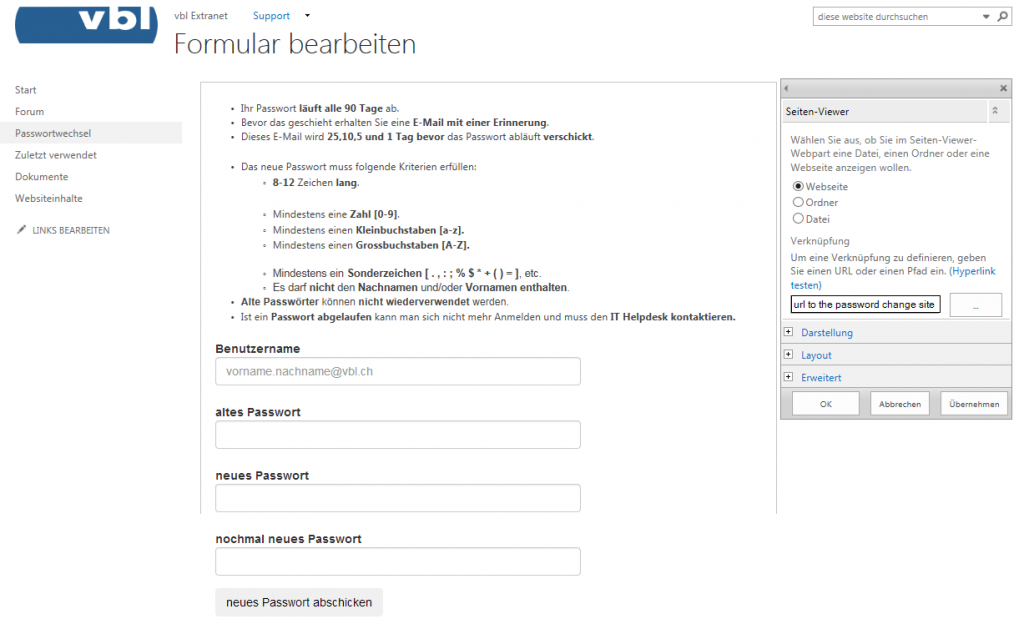 vbl
vbl Extranet Support
diese website durchsuchen
Formular bearbeiten
Start
Forum
Passwortwechsel
Zuletzt verwendet
Dokumente
Websiteinhalte
LINKS BEARBEITEN
Ihr Passwort läuft alle 90 Tage ab.
Bevor das geschieht erhalten Sie eine E-Mail mit einer Erinnerung.
Dieses E-Mail wird 25,10,5 und 1 Tag bevor das Passwort abläuft verschickt.
Das neue Passwort muss folgende Kriterien erfüllen:
8-12 Zeichen lang.
Mindestens eine Zahl [0-9].
Mindestens einen Kleinbuchstaben [a-z].
Mindestens einen Grossbuchstaben [A-Z].
Mindestens ein Sonderzeichen [ . , : ; % $ * + ( ) = ], etc.
Es darf nicht den Nachnamen und/oder Vornamen enthalten.
Alte Passwörter können nicht wiederverwendet werden.
Ist ein Passwort abgelaufen kann man sich nicht mehr Anmelden und muss den IT Helpdesk kontaktieren.
Benutzername
vorname.nachname@vbl.ch
altes Passwort
neues Passwort
nochmal neues Passwort
neues Passwort abschicken
Seiten-Viewer
Wählen Sie aus, ob Sie im Seiten-Viewer-
Webpart eine Datei, einen Ordner oder eine
Webseite anzeigen wollen.
Webseite
Ordner
Datei
Verknüpfung
Um eine Verknüpfung zu definieren, geben
Sie einen URL oder einen Pfad ein. (Hyperlink
testen)
url to the password change site ...
Darstellung
Layout
Erweitert
OK Abbrechen Übernehmen